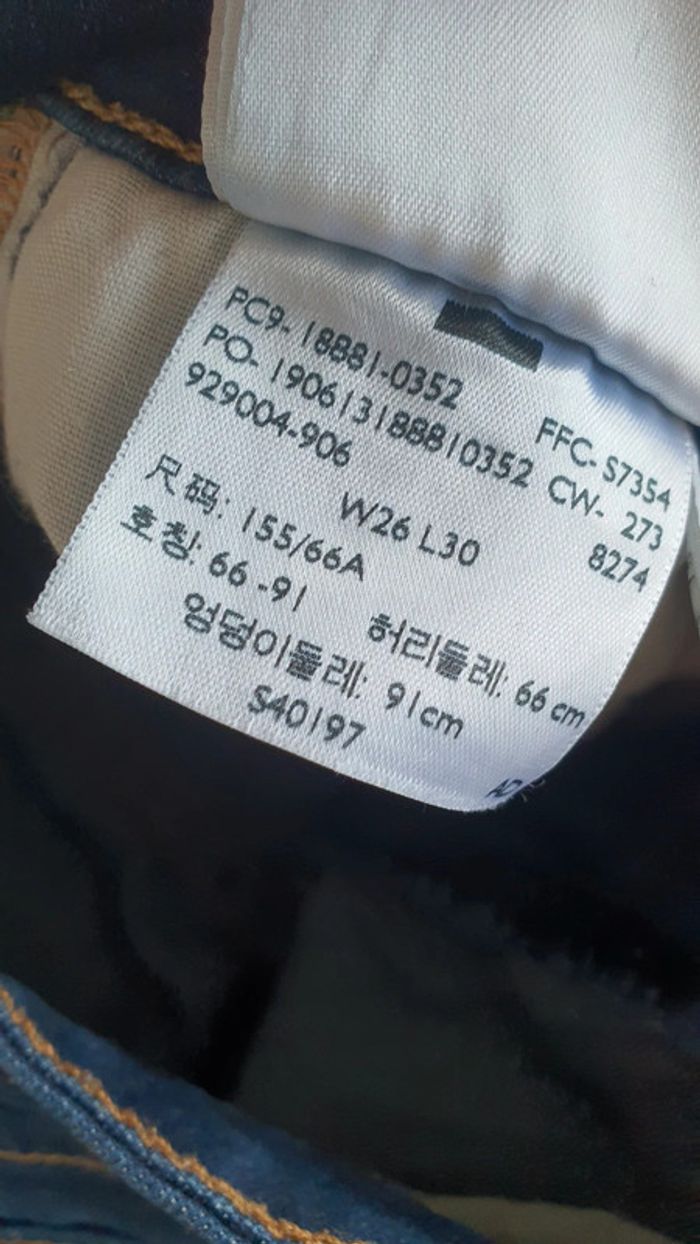 PC9-18881-0352 FFC-S7354
PO-190613188810352 CW- 273
929004-906 8274
W26 L30
尺码: 155/66A
호칭: 66 -91 허리둘레: 66 cm
엉덩이둘레: 91cm
S40197